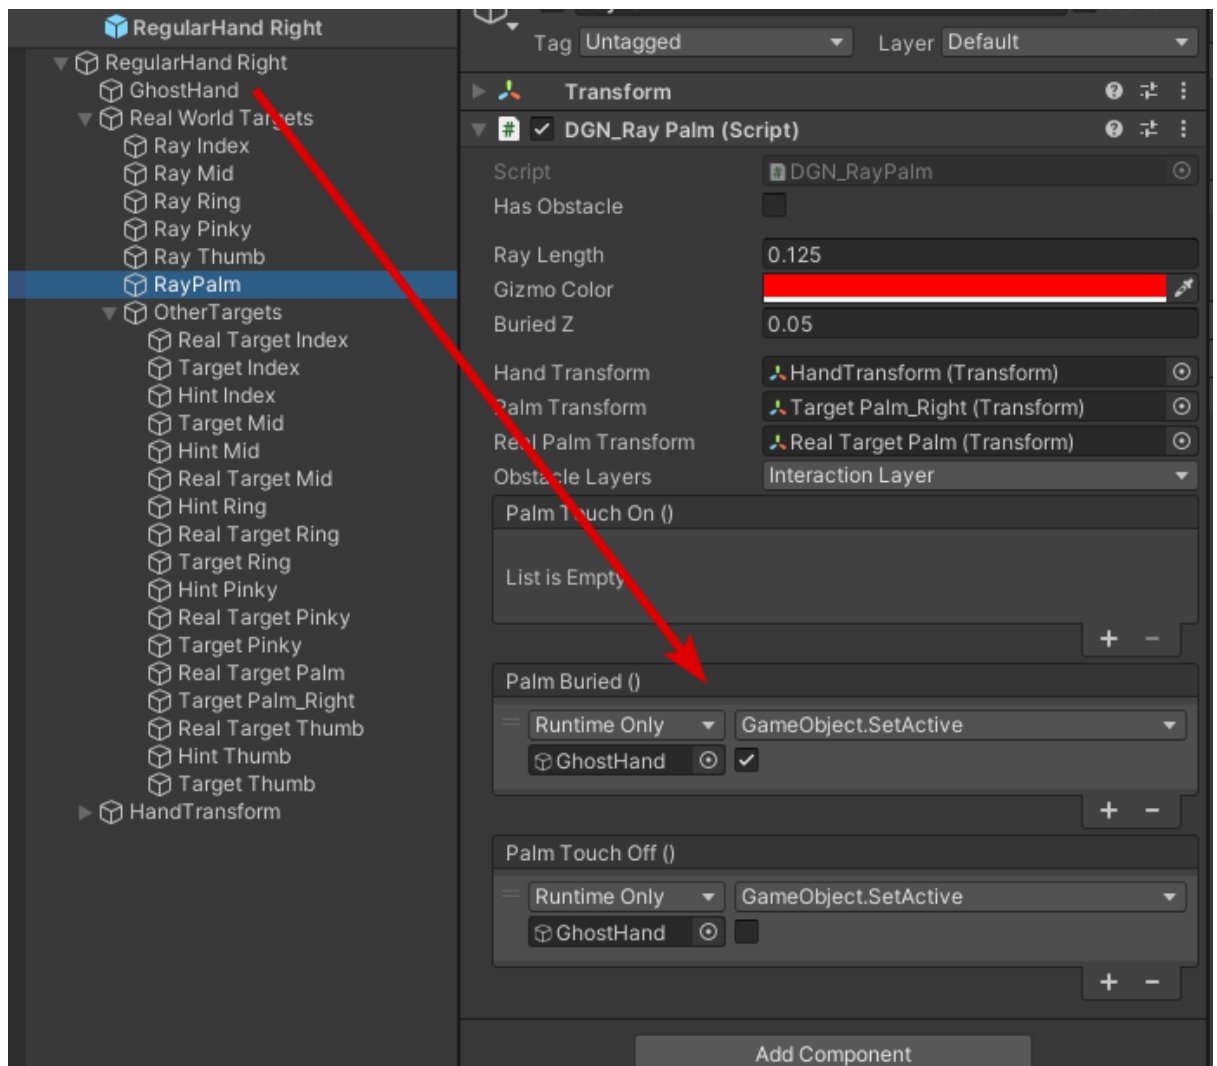 RegularHand Right
RegularHand Right
GhostHand
Real World Targets
Ray Index
Ray Mid
Ray Ring
Ray Pinky
Ray Thumb
RayPalm
OtherTargets
Real Target Index
Target Index
Hint Index
Target Mid
Hint Mid
Real Target Mid
Hint Ring
Real Target Ring
Target Ring
Hint Pinky
Real Target Pinky
Target Pinky
Real Target Palm
Target Palm_Right
Real Target Thumb
Hint Thumb
Target Thumb
HandTransform
Tag Untagged Layer Default
Transform
# DGN_Ray Palm (Script)
Script # DGN_RayPalm
Has Obstacle
Ray Length 0.125
Gizmo Color
Buried Z 0.05
Hand Transform HandTransform (Transform)
Palm Transform Target Palm_Right (Transform)
Real Palm Transform Real Target Palm (Transform)
Obstacle Layers Interaction Layer
Palm Touch On ()
List is Empty
+ −
Palm Buried ()
Runtime Only GameObject.SetActive
GhostHand
+ −
Palm Touch Off ()
Runtime Only GameObject.SetActive
GhostHand
+ −
Add Component